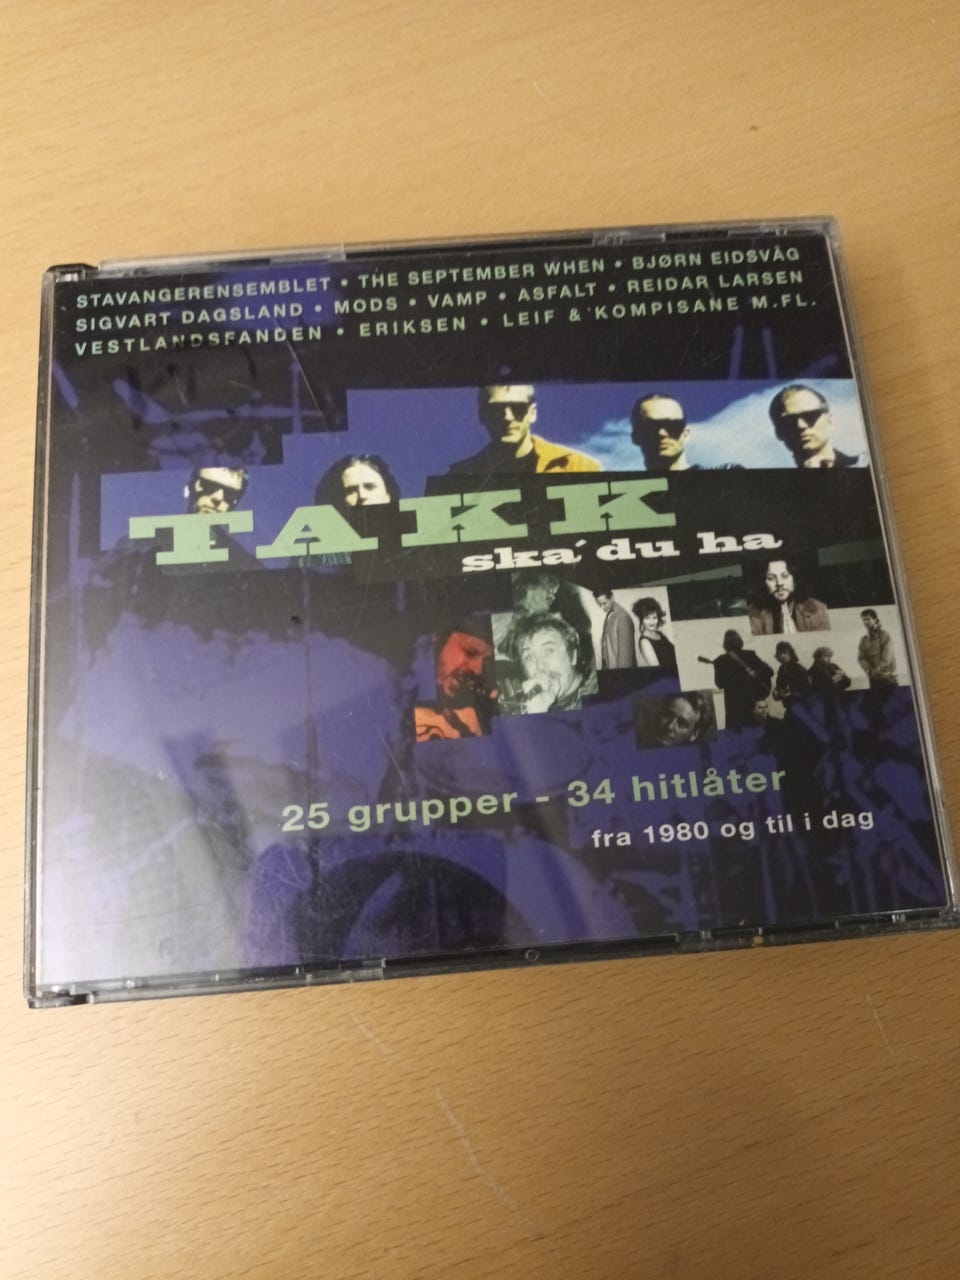 STAVANGERENSEMBLET • THE SEPTEMBER WHEN • BJØRN EIDSVÅG
SIGVART DAGSLAND • MODS • VAMP • ASFALT • REIDAR LARSEN
VESTLANDSFANDEN • ERIKSEN • LEIF & KOMPISANE M.FL.
TAKK
ska´du ha
25 grupper - 34 hitlåter
fra 1980 og til i dag